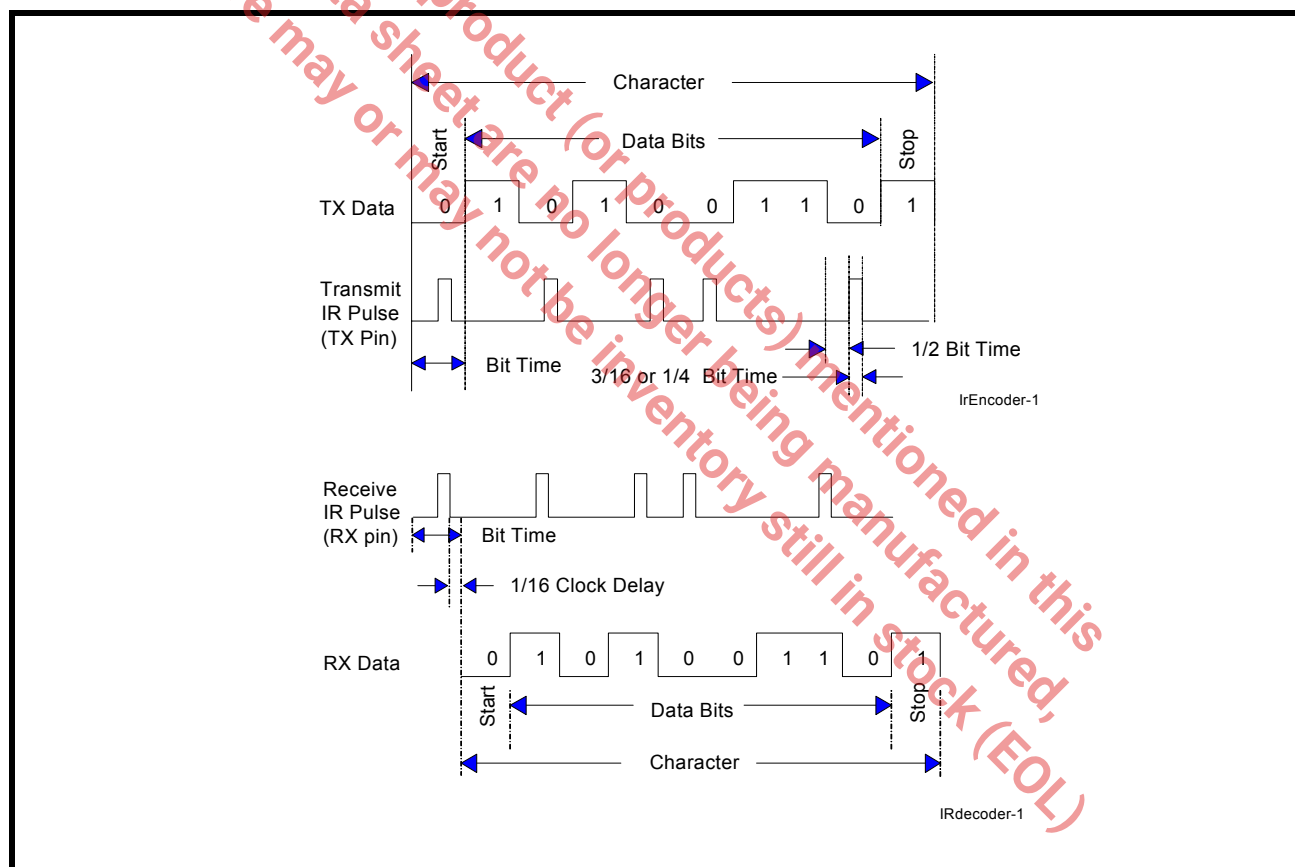 product (or products) mentioned in this
a sheet are no longer being manufactured,
e may or may not be inventory still in stock (EOL)
Character
Start
Data Bits
Stop
TX Data
0 1 0 1 0 0 1 1 0 1
Transmit
IR Pulse
(TX Pin)
Bit Time
1/2 Bit Time
3/16 or 1/4 Bit Time
IrEncoder-1
Receive
IR Pulse
(RX pin)
Bit Time
1/16 Clock Delay
RX Data
0 1 0 1 0 0 1 1 0 1
Start
Data Bits
Stop
Character
IRdecoder-1